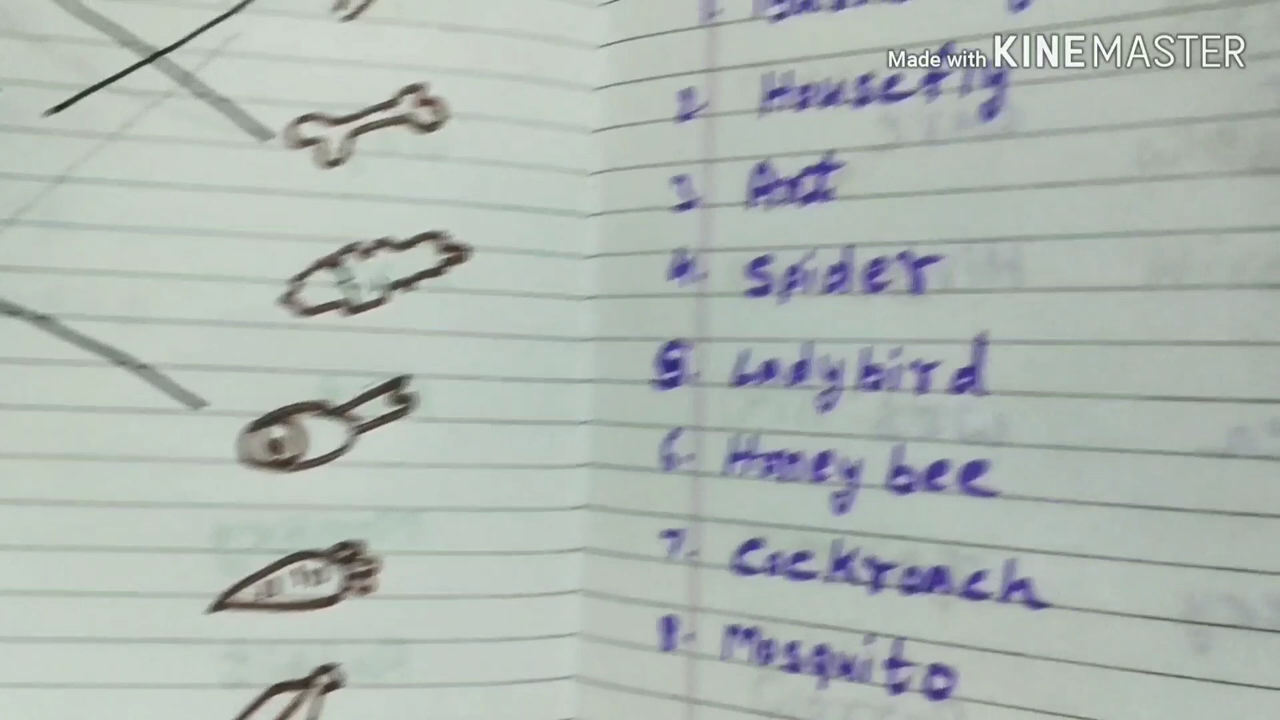 Made with KINEMASTER
2. Housefly
3. Ant
4. Spider
5. Ladybird
6. Honey bee
7. Cockroach
8. Mosquito